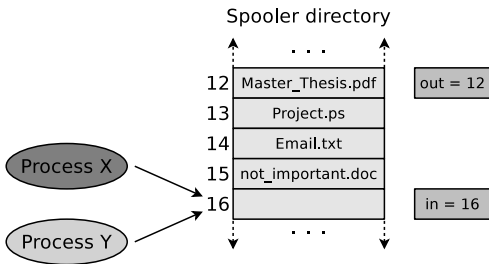 Spooler directory
. . .
12 Master_Thesis.pdf out = 12
13 Project.ps
14 Email.txt
Process X
15 not_important.doc
16 in = 16
Process Y
. . .